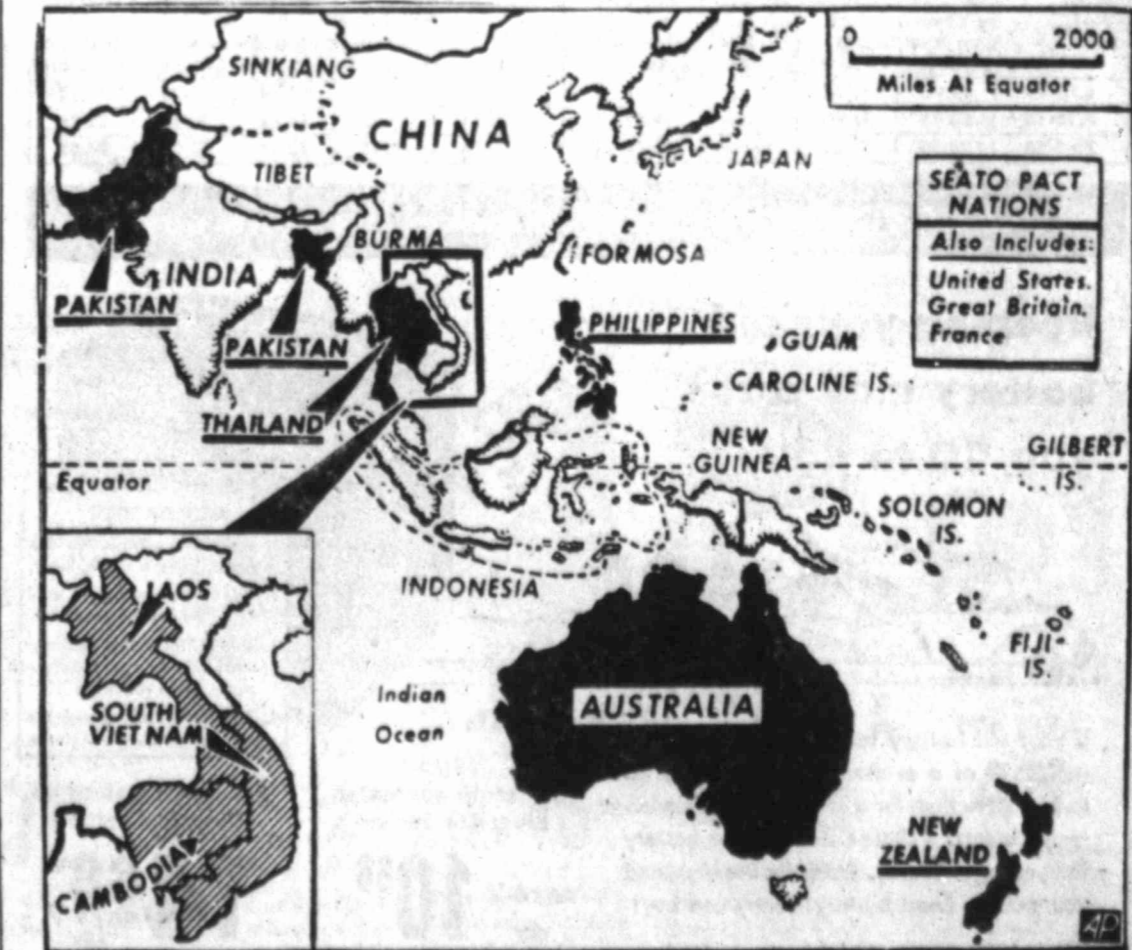 0 2000
Miles At Equator
SINKIANG
CHINA
TIBET
JAPAN
SEATO PACT
NATIONS
Also Includes:
United States.
Great Britain.
France
BURMA
FORMOSA
INDIA
PAKISTAN
PAKISTAN
PHILIPPINES
GUAM
CAROLINE IS.
THAILAND
NEW
GUINEA
GILBERT
IS.
Equator
SOLOMON
IS.
INDONESIA
LAOS
FIJI
IS.
Indian
Ocean
AUSTRALIA
SOUTH
VIET NAM
CAMBODIA
NEW
ZEALAND
AP